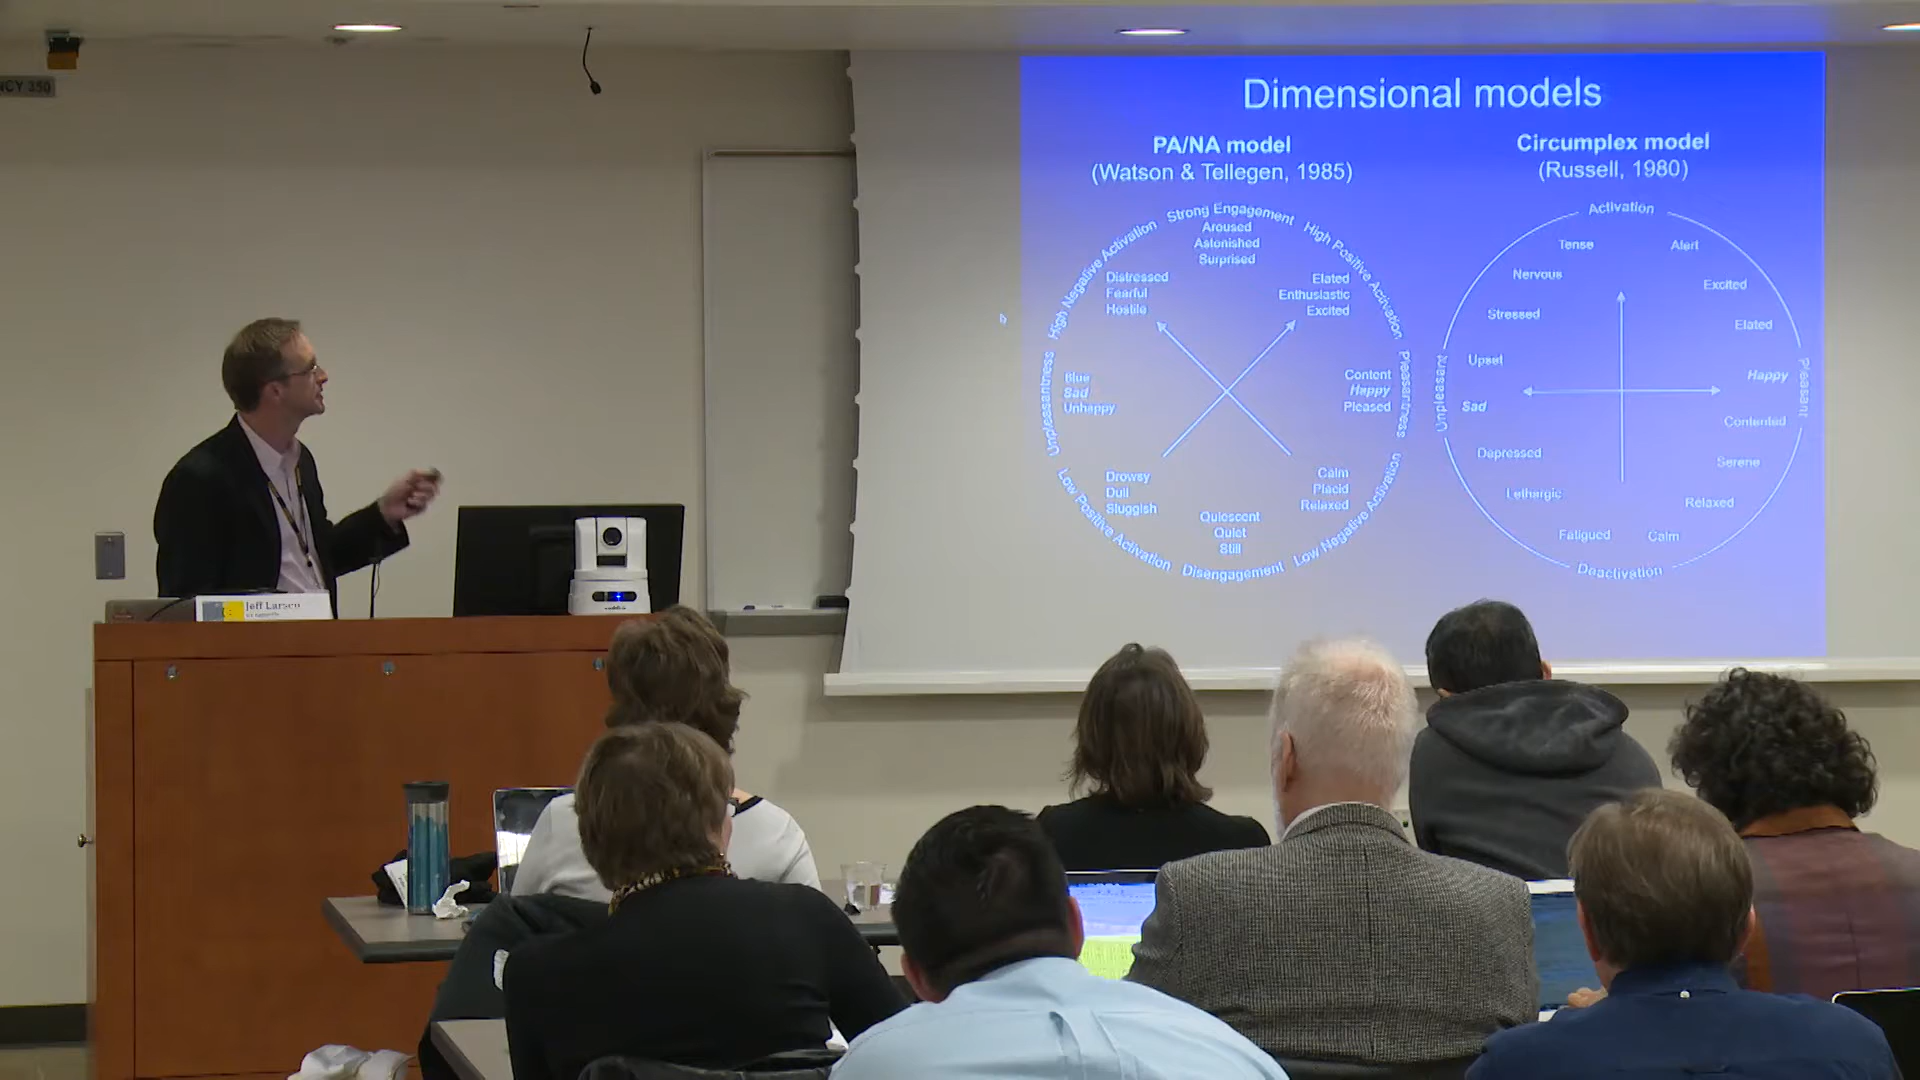 NCY 350
Dimensional models
PA/NA model
(Watson & Tellegen, 1985)
Strong Engagement
Aroused
Astonished
Surprised
High Negative Activation
High Positive Activation
Distressed
Fearful
Hostile
Elated
Enthusiastic
Excited
Unpleasantness
Blue
Sad
Unhappy
Content
Happy
Pleased
Pleasantness
Drowsy
Dull
Sluggish
Calm
Placid
Relaxed
Quiescent
Quiet
Still
Low Positive Activation
Disengagement
Low Negative Activation
Circumplex model
(Russell, 1980)
Activation
Tense
Alert
Nervous
Excited
Stressed
Elated
Upset
Happy
Unpleasant
Pleasant
Sad
Contented
Depressed
Serene
Lethargic
Relaxed
Fatigued
Calm
Deactivation
Jeff Larsen